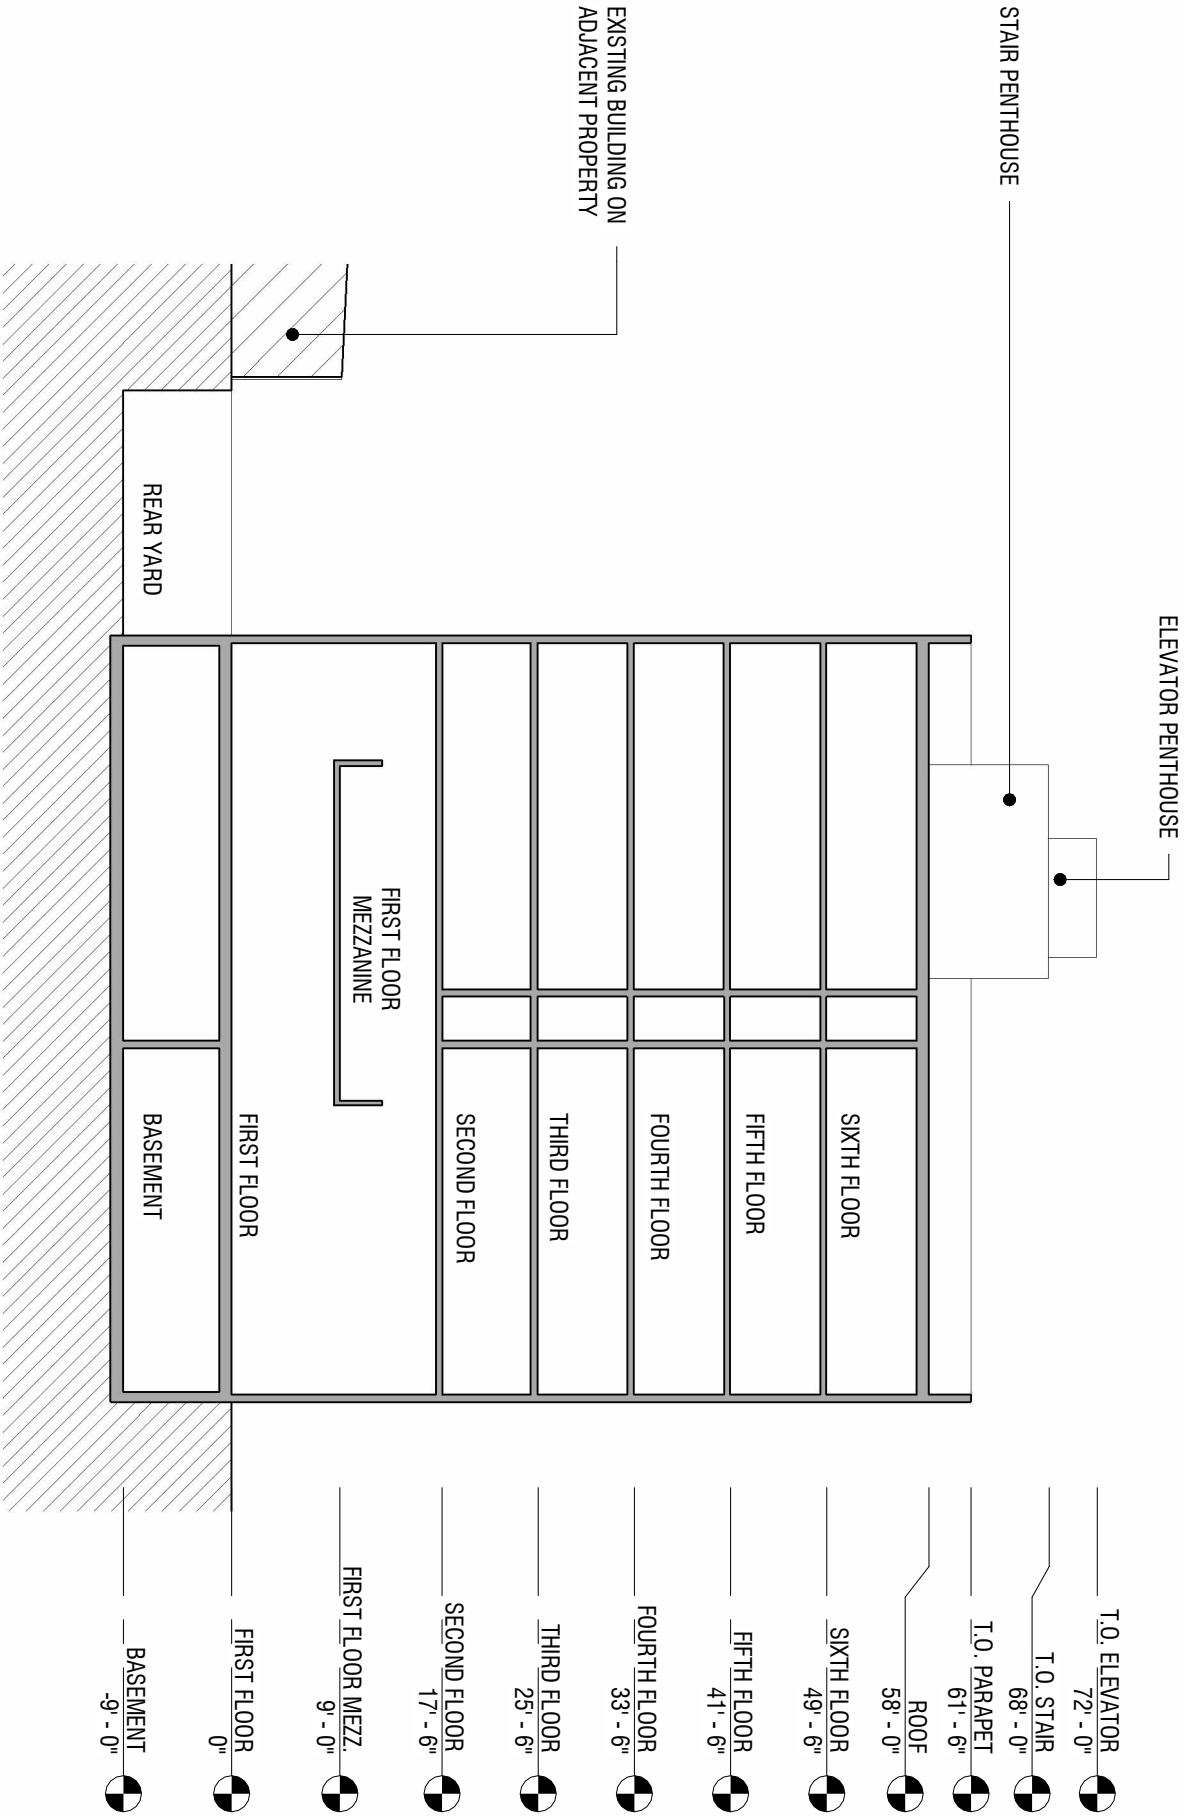 ELEVATOR PENTHOUSE
STAIR PENTHOUSE
EXISTING BUILDING ON
ADJACENT PROPERTY
REAR YARD
SIXTH FLOOR
FIFTH FLOOR
FOURTH FLOOR
THIRD FLOOR
SECOND FLOOR
FIRST FLOOR
MEZZANINE
FIRST FLOOR
BASEMENT
T.O. ELEVATOR
72' - 0"
T.O. STAIR
68' - 0"
T.O. PARAPET
61' - 6"
ROOF
58' - 0"
SIXTH FLOOR
49' - 6"
FIFTH FLOOR
41' - 6"
FOURTH FLOOR
33' - 6"
THIRD FLOOR
25' - 6"
SECOND FLOOR
17' - 6"
FIRST FLOOR MEZZ.
9' - 0"
FIRST FLOOR
0"
BASEMENT
-9' - 0"